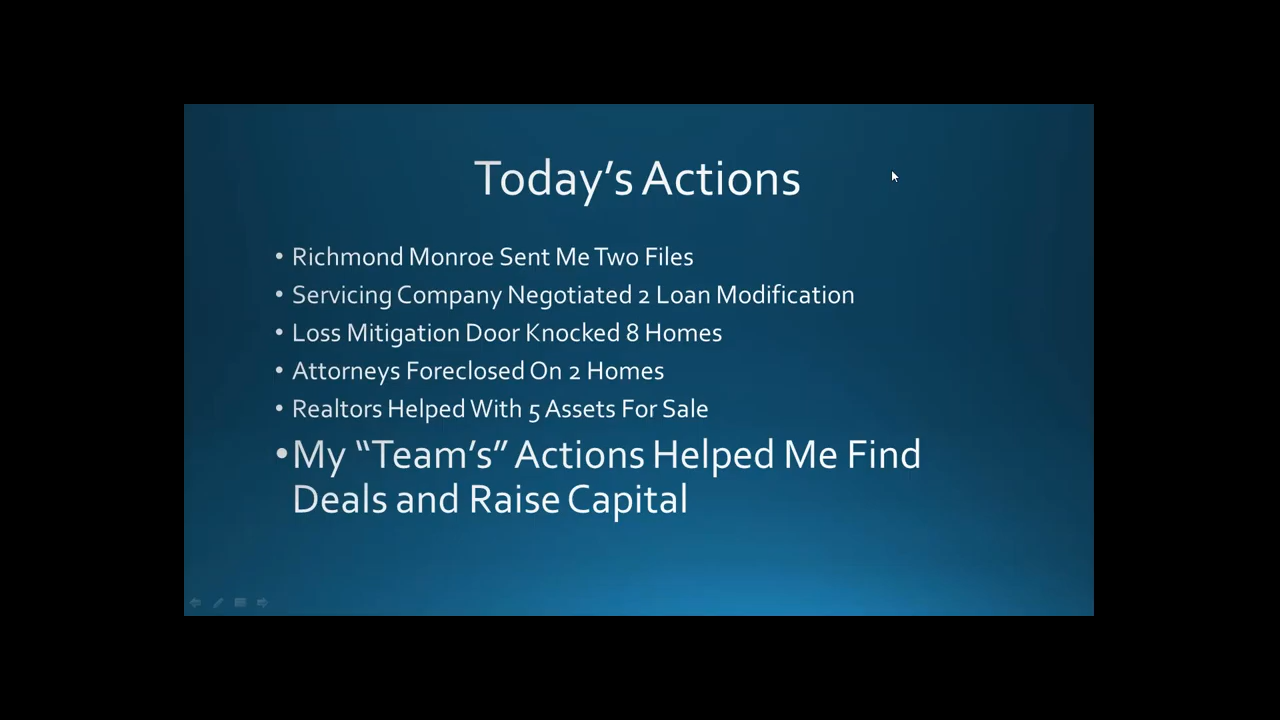 Today’s Actions
• Richmond Monroe Sent Me Two Files
• Servicing Company Negotiated 2 Loan Modification
• Loss Mitigation Door Knocked 8 Homes
• Attorneys Foreclosed On 2 Homes
• Realtors Helped With 5 Assets For Sale
• My “Team’s” Actions Helped Me Find
Deals and Raise Capital